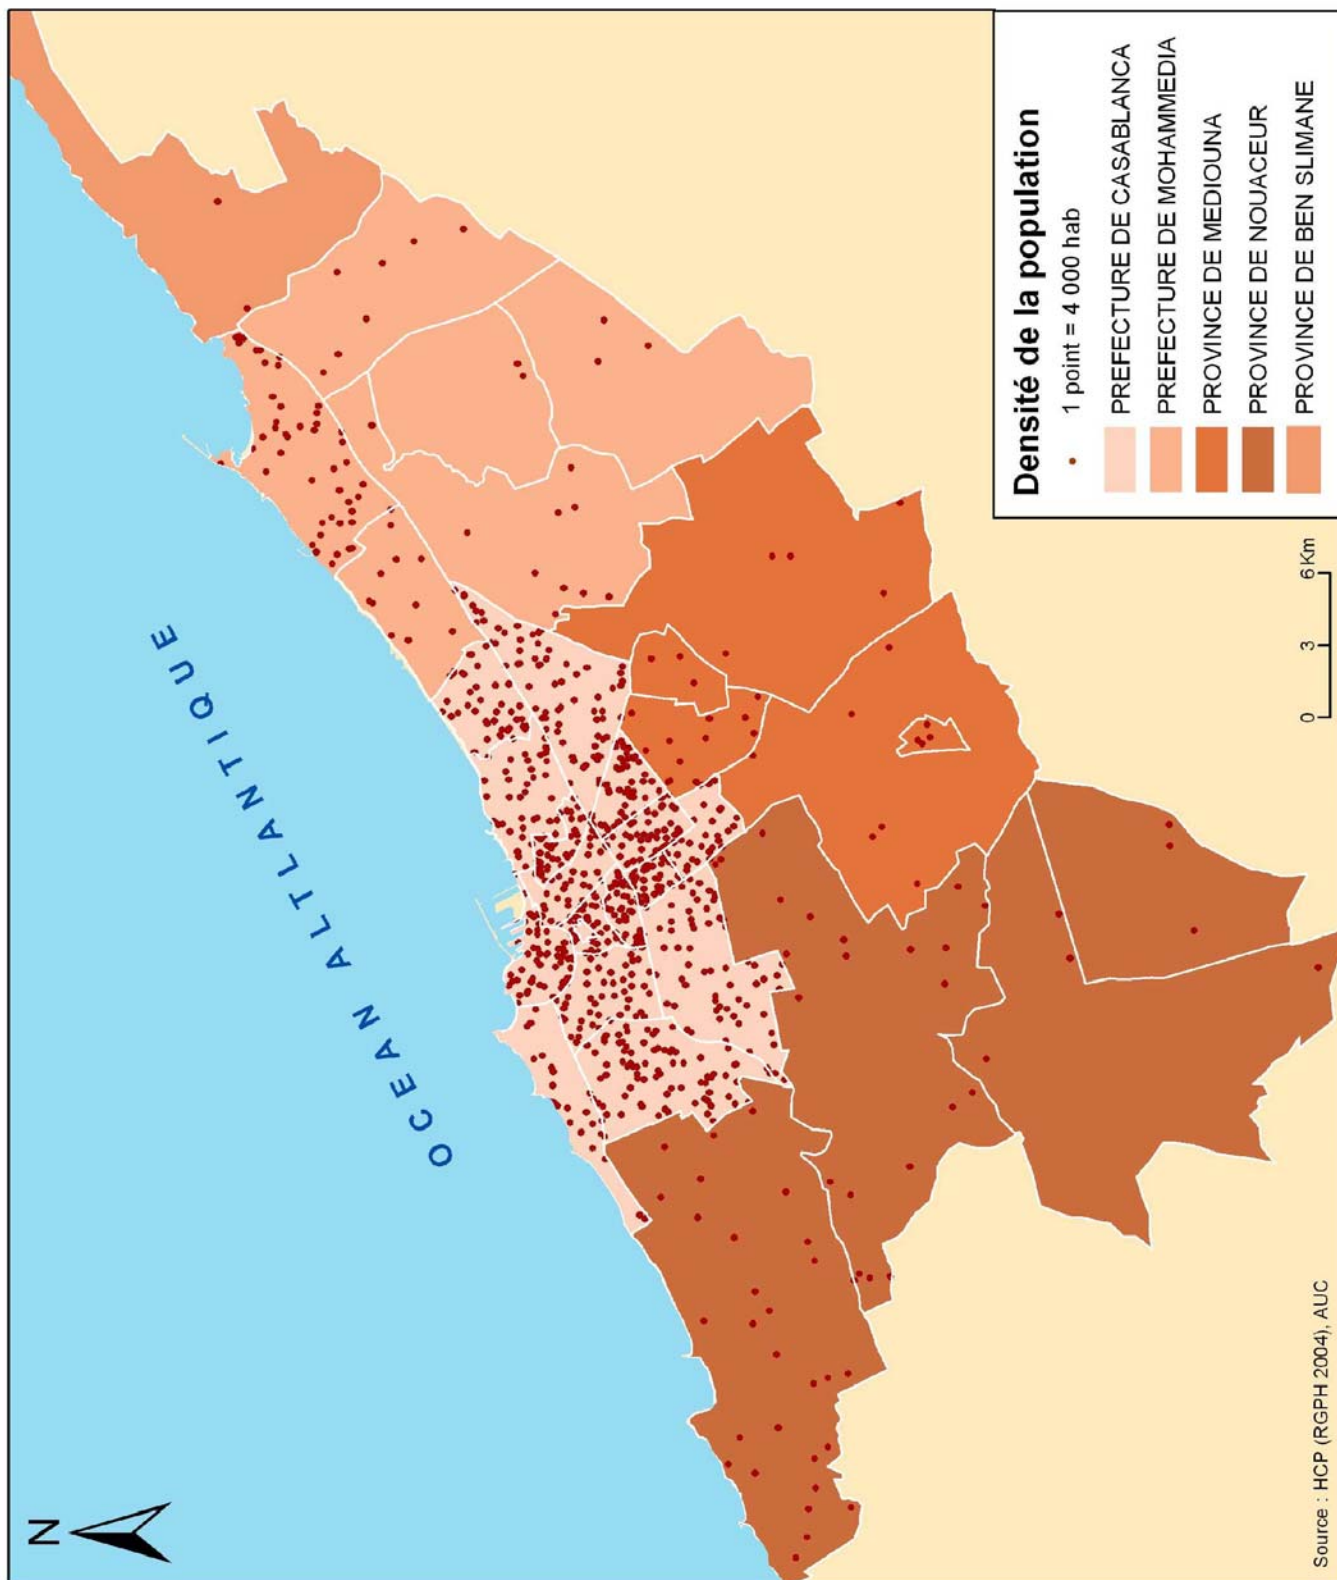 N
OCEAN ALTLANTIQUE
Densité de la population
1 point = 4 000 hab
PREFECTURE DE CASABLANCA
PREFECTURE DE MOHAMMEDIA
PROVINCE DE MEDIOUNA
PROVINCE DE NOUACEUR
PROVINCE DE BEN SLIMANE
0 3 6 Km
Source : HCP (RGPH 2004), AUC